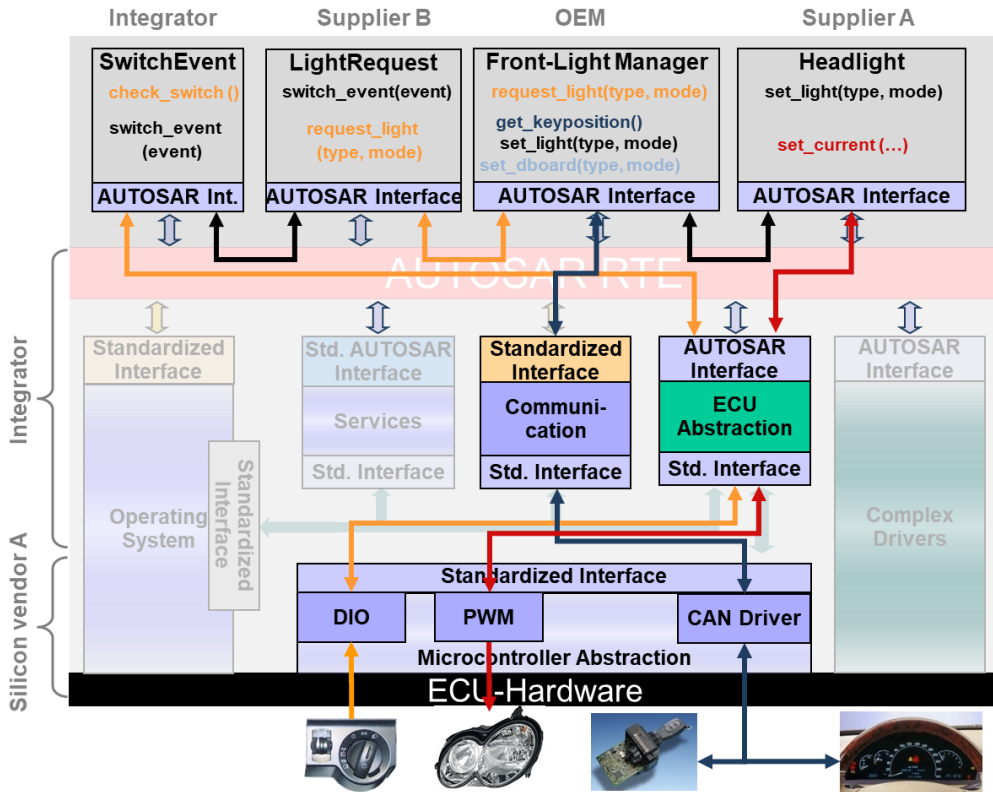 Integrator
Supplier B
OEM
Supplier A
SwitchEvent
check_switch ()
switch_event
(event)
AUTOSAR Int.
LightRequest
switch_event(event)
request_light
(type, mode)
AUTOSAR Interface
Front-Light Manager
request_light(type, mode)
get_keyposition()
set_light(type, mode)
set_dboard(type, mode)
AUTOSAR Interface
Headlight
set_light(type, mode)
set_current (…)
AUTOSAR Interface
AUTOSAR RTE
Integrator
Standardized
Interface
Operating
System
Standardized
Interface
Std. AUTOSAR
Interface
Services
Std. Interface
Standardized
Interface
Communi-
cation
Std. Interface
AUTOSAR
Interface
ECU
Abstraction
Std. Interface
AUTOSAR
Interface
Complex
Drivers
Silicon vendor A
Standardized Interface
DIO
PWM
CAN Driver
Microcontroller Abstraction
ECU-Hardware